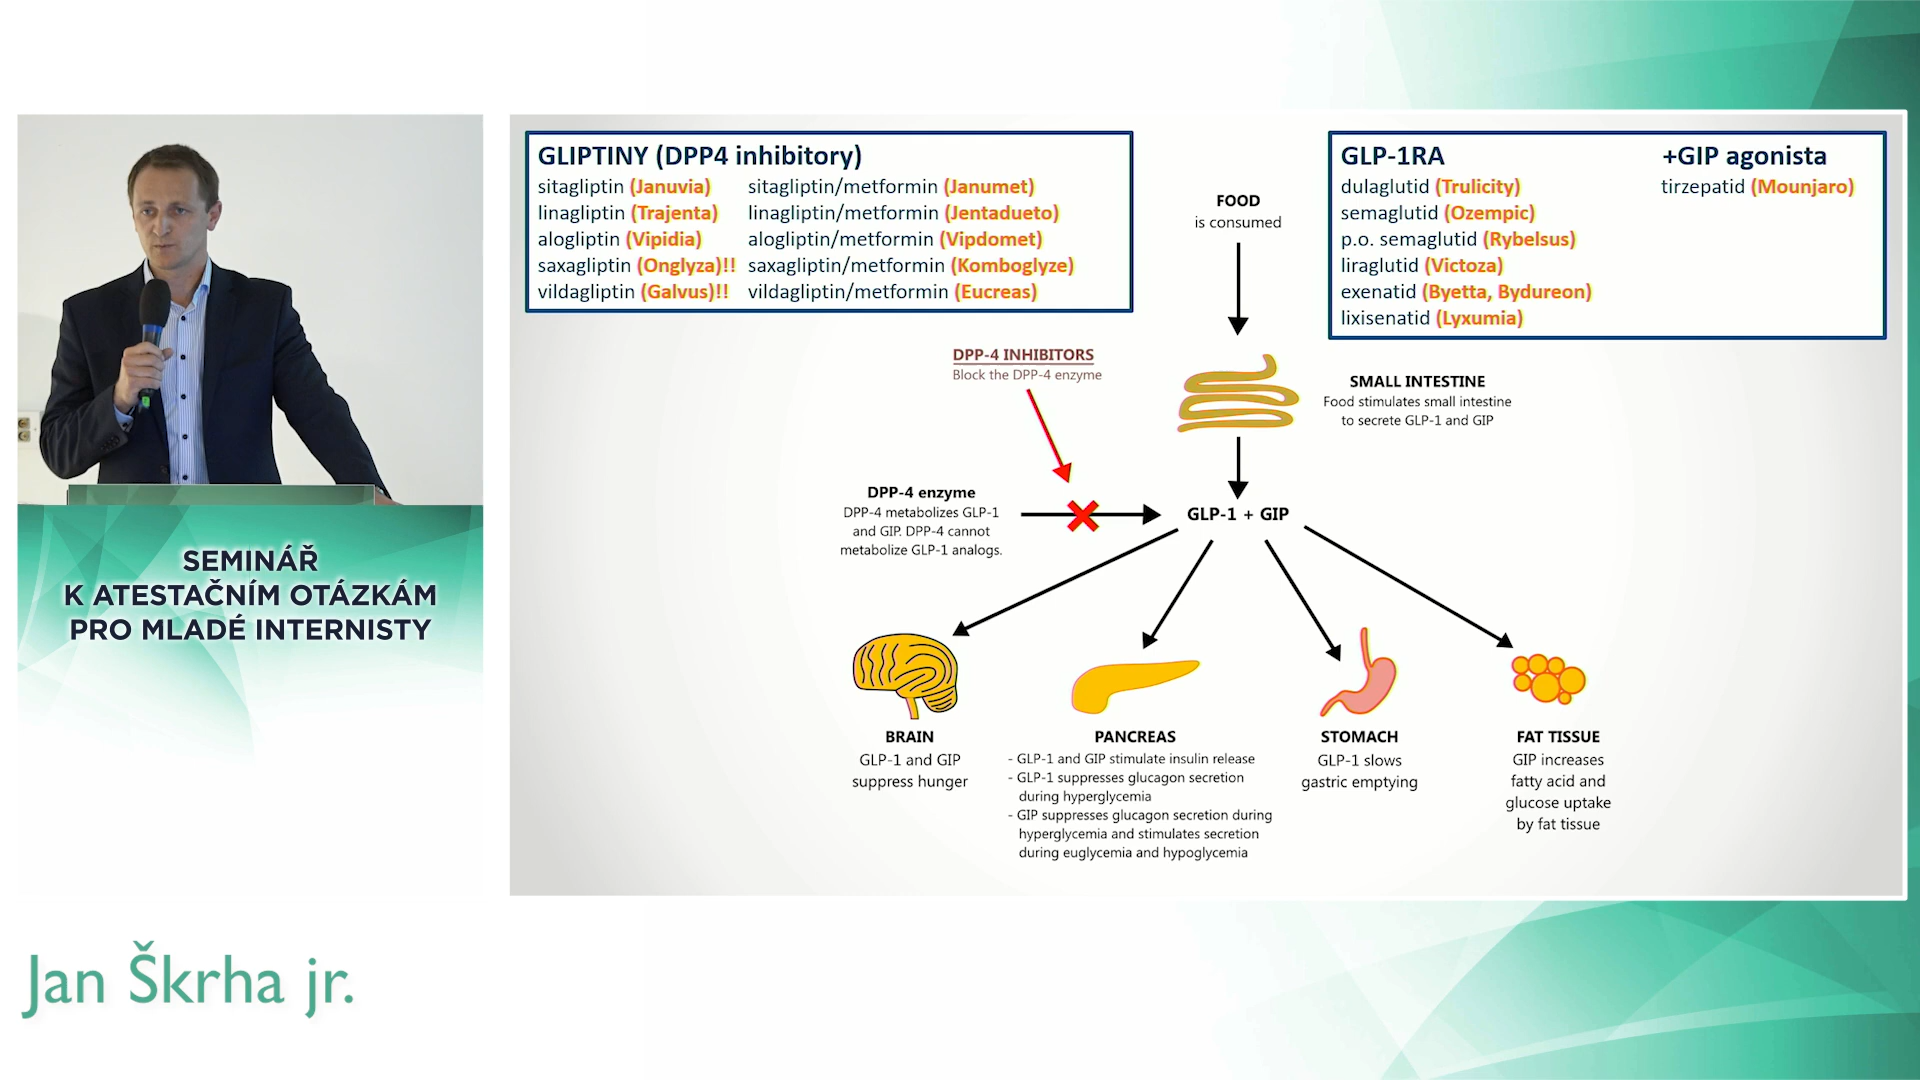 GLIPTINY (DPP4 inhibitory)
sitagliptin (Januvia) sitagliptin/metformin (Janumet)
linagliptin (Trajenta) linagliptin/metformin (Jentadueto)
alogliptin (Vipidia) alogliptin/metformin (Vipdomet)
saxagliptin (Onglyza)!! saxagliptin/metformin (Komboglyze)
vildagliptin (Galvus)!! vildagliptin/metformin (Eucreas)
GLP-1RA +GIP agonista
dulaglutid (Trulicity) tirzepatid (Mounjaro)
semaglutid (Ozempic)
p.o. semaglutid (Rybelsus)
liraglutid (Victoza)
exenatid (Byetta, Bydureon)
lixisenatid (Lyxumia)
FOOD
is consumed
DPP-4 INHIBITORS
Block the DPP-4 enzyme
SMALL INTESTINE
Food stimulates small intestine
to secrete GLP-1 and GIP
DPP-4 enzyme
DPP-4 metabolizes GLP-1
and GIP. DPP-4 cannot
metabolize GLP-1 analogs.
GLP-1 + GIP
BRAIN
GLP-1 and GIP
suppress hunger
PANCREAS
- GLP-1 and GIP stimulate insulin release
- GLP-1 suppresses glucagon secretion
during hyperglycemia
- GIP suppresses glucagon secretion during
hyperglycemia and stimulates secretion
during euglycemia and hypoglycemia
STOMACH
GLP-1 slows
gastric emptying
FAT TISSUE
GIP increases
fatty acid and
glucose uptake
by fat tissue
SEMINÁŘ
K ATESTAČNÍM OTÁZKÁM
PRO MLADÉ INTERNISTY
Jan Škrha jr.